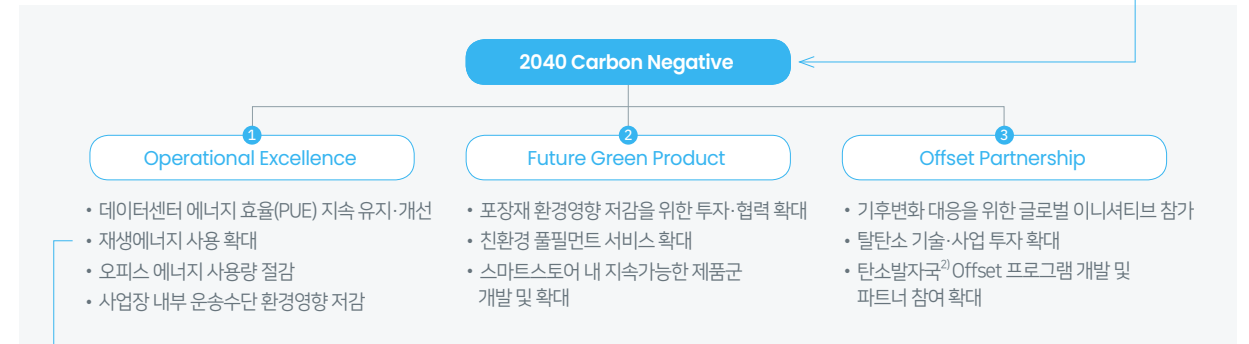 2040 Carbon Negative
1
Operational Excellence
• 데이터센터 에너지 효율(PUE) 지속 유지·개선
• 재생에너지 사용 확대
• 오피스 에너지 사용량 절감
• 사업장 내부 운송수단 환경영향 저감
2
Future Green Product
• 포장재 환경영향 저감을 위한 투자·협력 확대
• 친환경 풀필먼트 서비스 확대
• 스마트스토어 내 지속가능한 제품군
개발 및 확대
3
Offset Partnership
• 기후변화 대응을 위한 글로벌 이니셔티브 참가
• 탈탄소 기술·사업 투자 확대
• 탄소발자국2) Offset 프로그램 개발 및
파트너 참여 확대